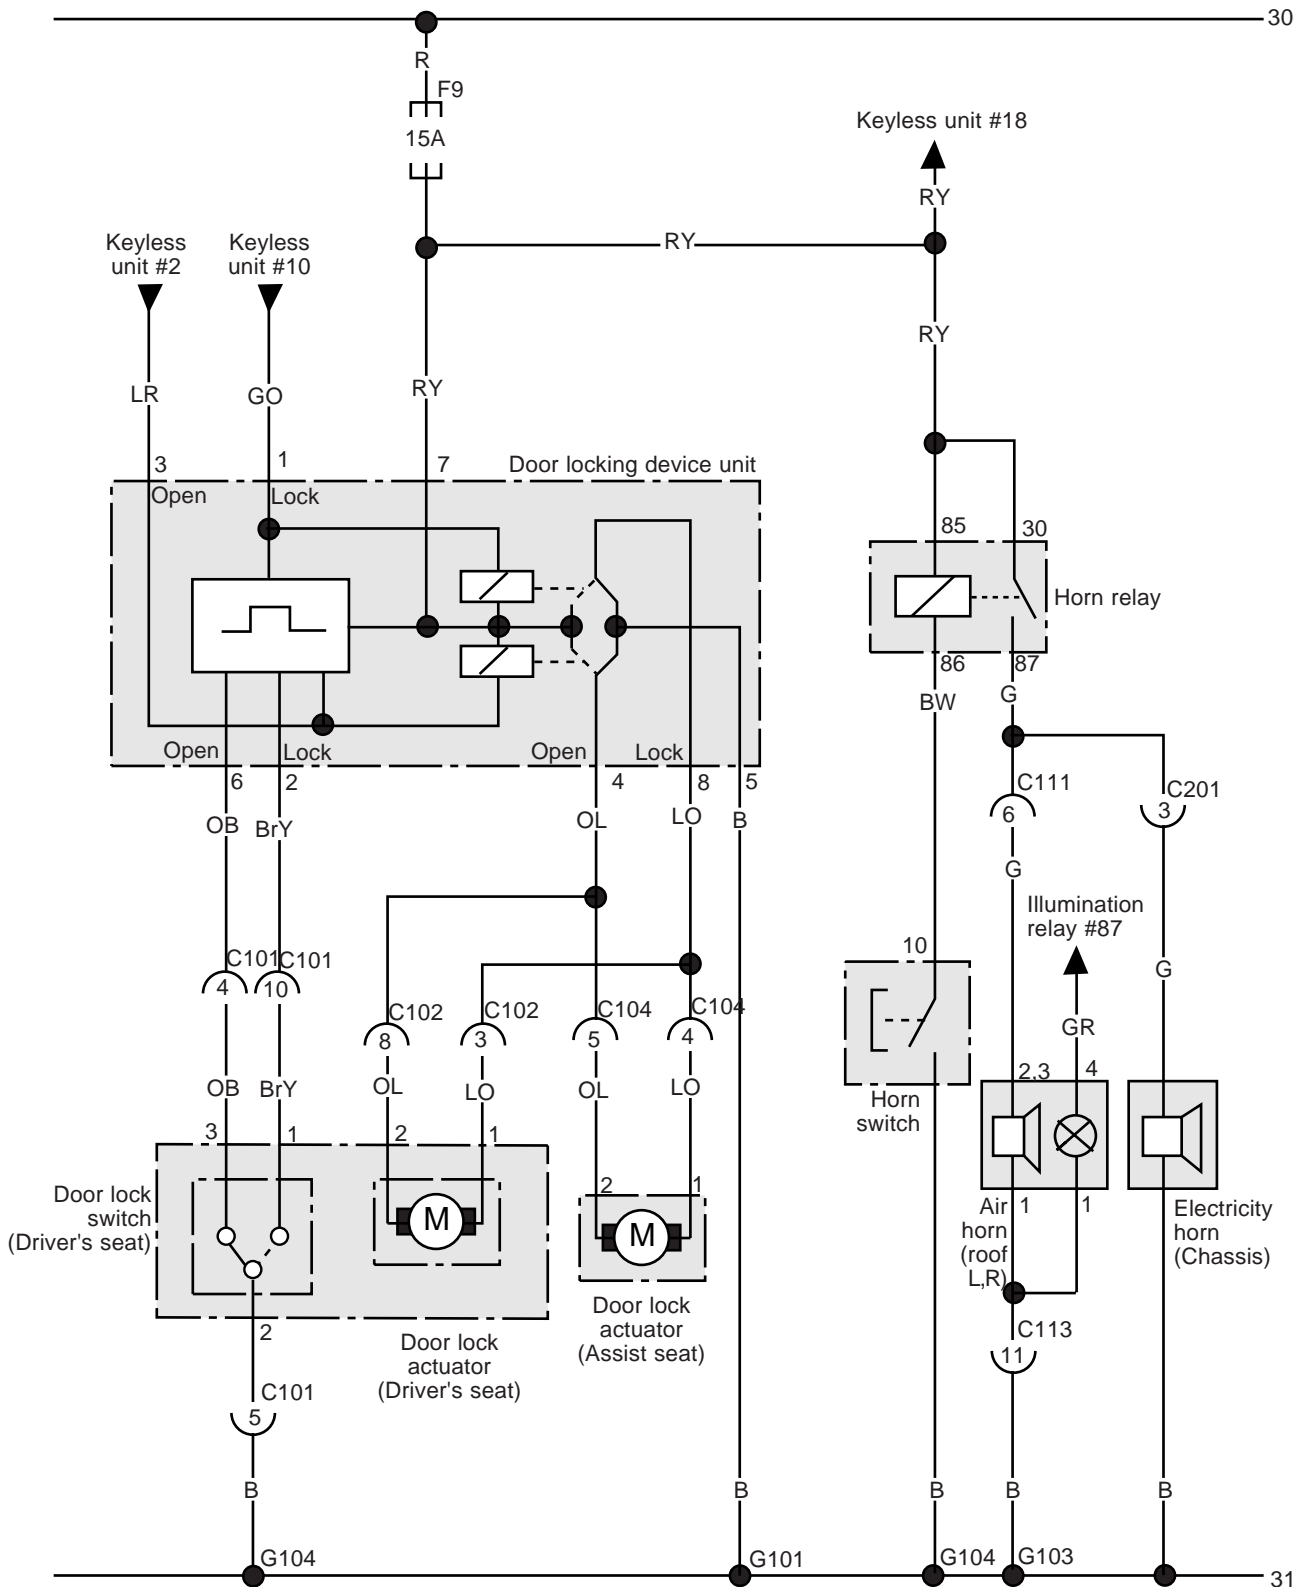 30
R
F9
15A
Keyless unit #18
RY
RY
Keyless
unit #2
Keyless
unit #10
RY
LR
GO
RY
3
1
7
Door locking device unit
Open
Lock
85
30
Horn relay
86
87
BW
G
Open
Lock
Open
Lock
6
2
4
8
5
OB
BrY
OL
LO
B
C111
6
C201
3
G
Illumination
relay #87
C101
4
C101
10
10
G
C102
8
C102
3
C104
5
C104
4
GR
OB
BrY
OL
LO
OL
LO
2,3
4
Horn
switch
3
1
2
1
2
1
M
M
Door lock
switch
(Driver's seat)
Air
horn
(roof
L,R)
1
1
Electricity
horn
(Chassis)
2
Door lock
actuator
(Driver's seat)
Door lock
actuator
(Assist seat)
C113
11
C101
5
B
B
B
B
B
G104
G101
G104
G103
31